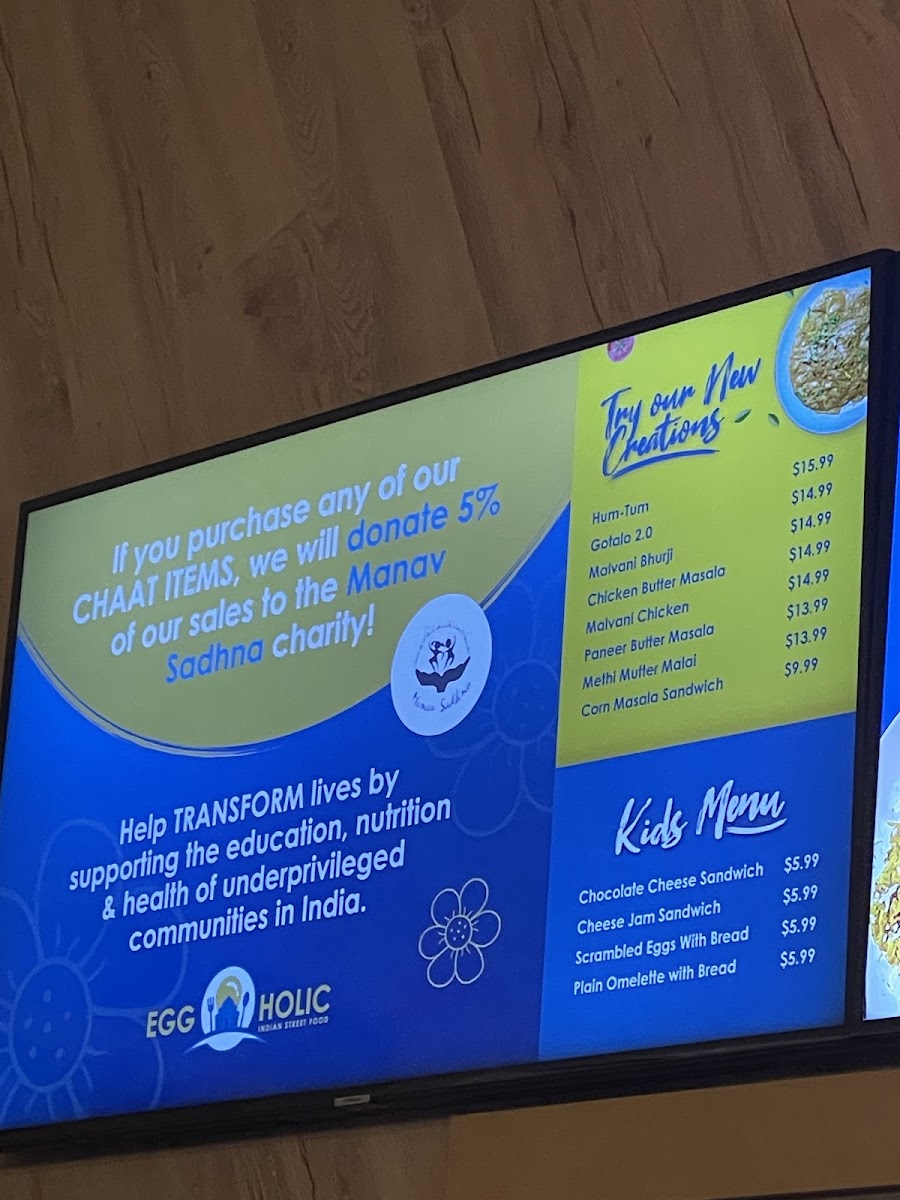 If you purchase any of our
CHAAT ITEMS, we will donate 5%
of our sales to the Manav
Sadhna charity!
Manav Sadhna
Help TRANSFORM lives by
supporting the education, nutrition
& health of underprivileged
communities in India.
EGG HOLIC
INDIAN STREET FOOD
Try our New
Creations
Hum-Tum $15.99
Gotalo 2.0 $14.99
Malvani Bhurji $14.99
Chicken Butter Masala $14.99
Malvani Chicken $14.99
Paneer Butter Masala $13.99
Methi Mutter Malai $13.99
Corn Masala Sandwich $9.99
Kids Menu
Chocolate Cheese Sandwich $5.99
Cheese Jam Sandwich $5.99
Scrambled Eggs With Bread $5.99
Plain Omelette with Bread $5.99